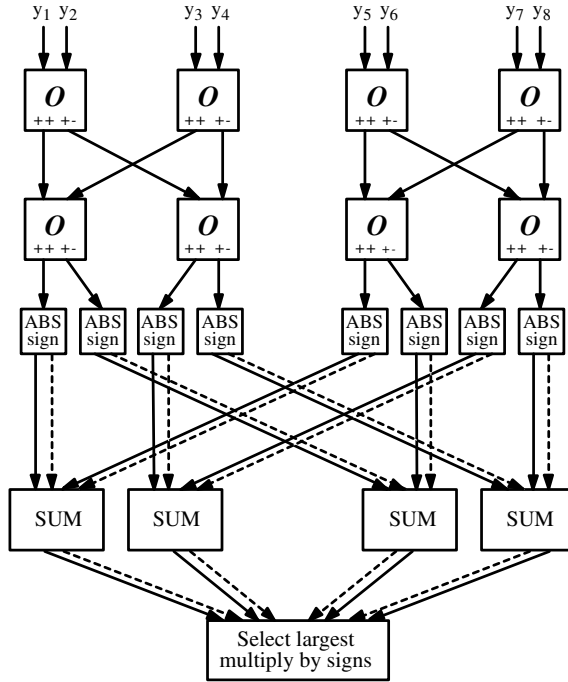 y1 y2 y3 y4 y5 y6 y7 y8
O O O O
++ +- ++ +- ++ +- ++ +-
O O O O
++ +- ++ +- ++ +- ++ +-
ABS ABS ABS ABS ABS ABS ABS ABS
sign sign sign sign sign sign sign sign
SUM SUM SUM SUM
Select largest
multiply by signs